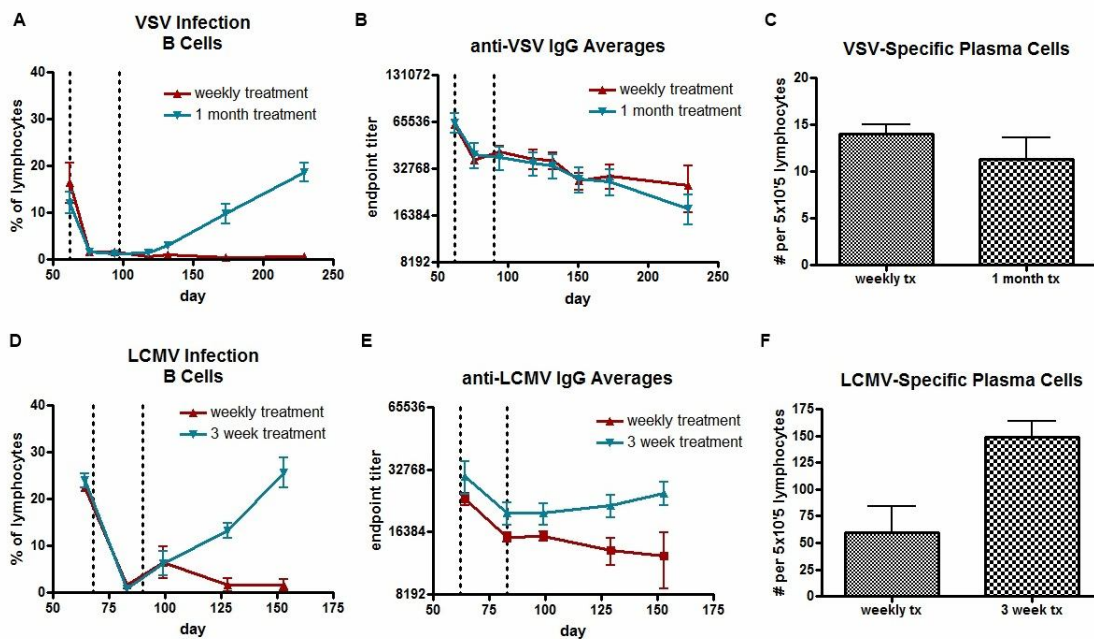 A
VSV Infection
B Cells
% of lymphocytes
40
30
20
10
0
50
100
150
200
250
day
weekly treatment
1 month treatment
B
anti-VSV IgG Averages
endpoint titer
131072
65536
32768
16384
8192
50
100
150
200
250
day
weekly treatment
1 month treatment
C
VSV-Specific Plasma Cells
# per 5x10^5 lymphocytes
20
15
10
5
0
weekly tx
1 month tx
D
LCMV Infection
B Cells
% of lymphocytes
40
30
20
10
0
50
75
100
125
150
175
day
weekly treatment
3 week treatment
E
anti-LCMV IgG Averages
endpoint titer
65536
32768
16384
8192
50
75
100
125
150
175
day
weekly treatment
3 week treatment
F
LCMV-Specific Plasma Cells
# per 5x10^5 lymphocytes
175
150
125
100
75
50
25
0
weekly tx
3 week tx